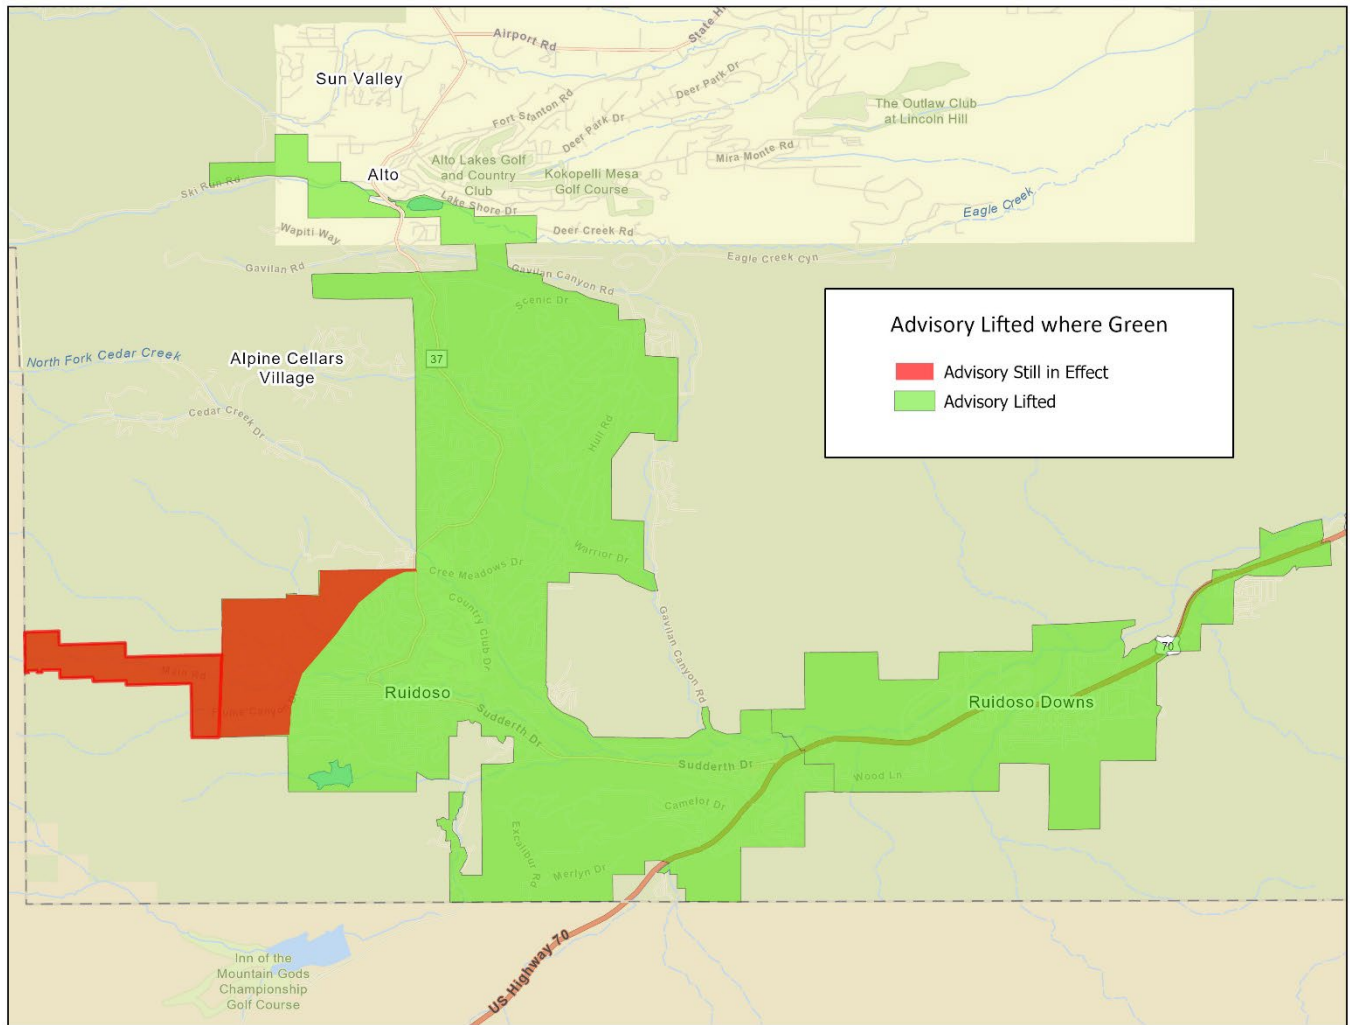 Airport Rd
State Hi
Sun Valley
Deer Park Dr
Fort Stanton Rd
The Outlaw Club
at Lincoln Hill
Deer Park Dr
Mira Monte Rd
Alto Lakes Golf
and Country
Club
Alto
Kokopelli Mesa
Golf Course
Ski Run Rd
Lake Shore Dr
Eagle Creek
Wapiti Way
Deer Creek Rd
Eagle Creek Cyn
Gavilan Rd
Gavilan Canyon Rd
Scenic Dr
Advisory Lifted where Green
Advisory Still in Effect
Advisory Lifted
North Fork Cedar Creek
Alpine Cellars
Village
37
Cedar Creek Dr
Hull Rd
Warrior Dr
Cree Meadows Dr
Country Club Dr
Gavilan Canyon Rd
70
Main Rd
Ruidoso
Ruidoso Downs
Sudderth Dr
Sudderth Dr
Wood Ln
Camelot Dr
Excalibur Rd
Merlyn Dr
US Highway 70
Inn of the
Mountain Gods
Championship
Golf Course